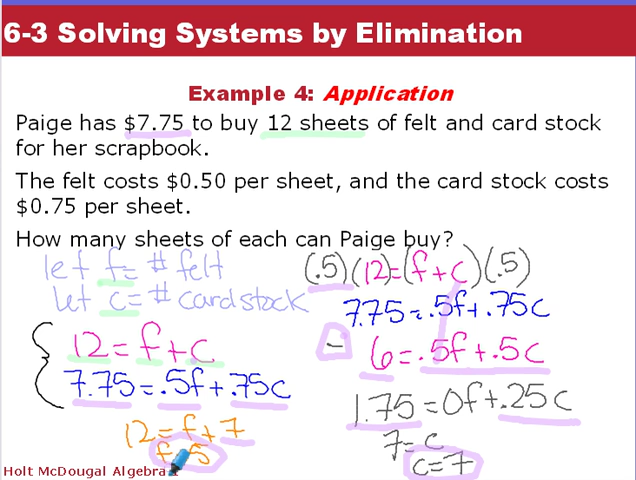 6-3 Solving Systems by Elimination
Example 4: Application
Paige has $7.75 to buy 12 sheets of felt and card stock
for her scrapbook.
The felt costs $0.50 per sheet, and the card stock costs
$0.75 per sheet.
How many sheets of each can Paige buy?
let f = # felt
let c = # cardstock
12 = f + c
7.75 = .5f + .75c
12 = f + 7
f = 5
(.5)(12) = (f + c)(.5)
7.75 = .5f + .75c
- 6 = .5f + .5c
1.75 = 0f + .25c
7 = c
c = 7
Holt McDougal Algebra 1